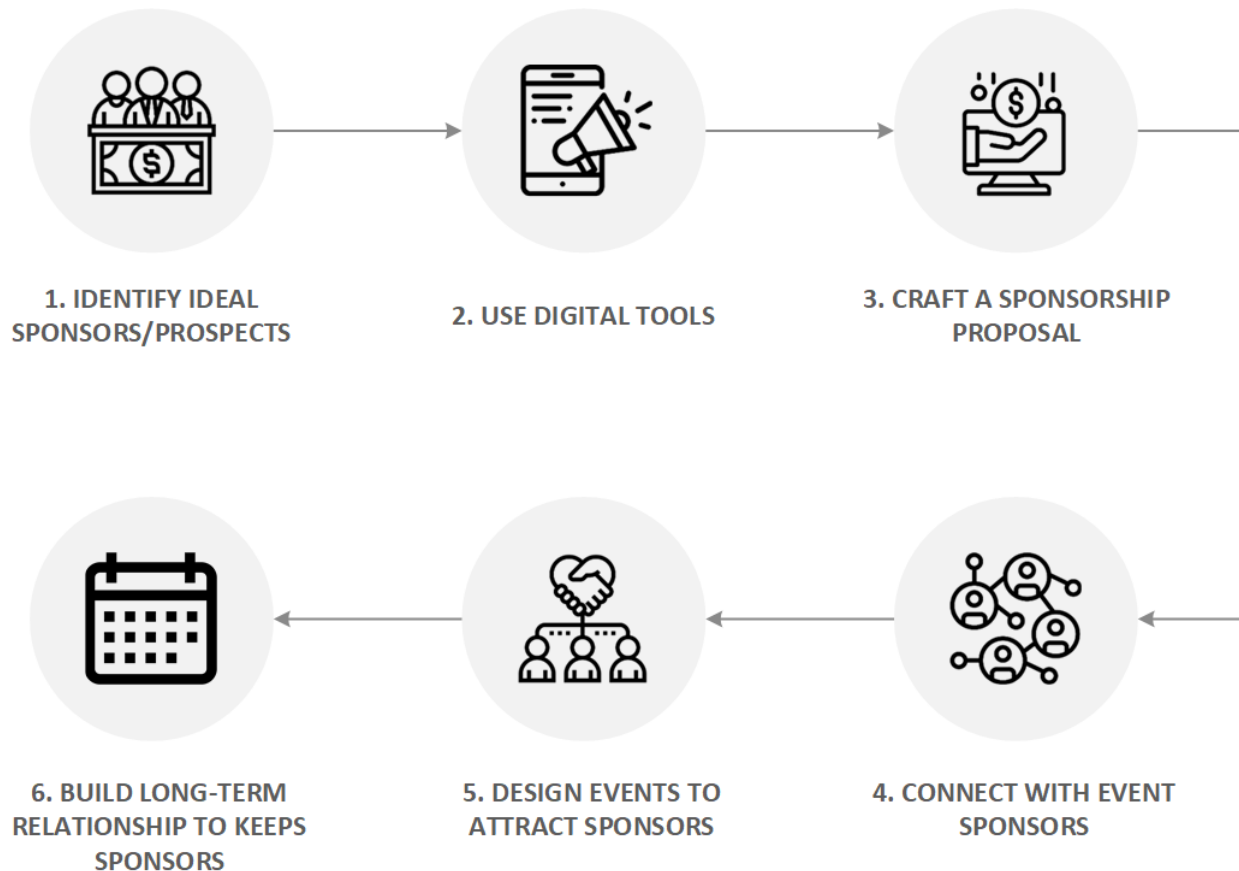 1. IDENTIFY IDEAL
SPONSORS/PROSPECTS
2. USE DIGITAL TOOLS
3. CRAFT A SPONSORSHIP
PROPOSAL
6. BUILD LONG-TERM
RELATIONSHIP TO KEEPS
SPONSORS
5. DESIGN EVENTS TO
ATTRACT SPONSORS
4. CONNECT WITH EVENT
SPONSORS